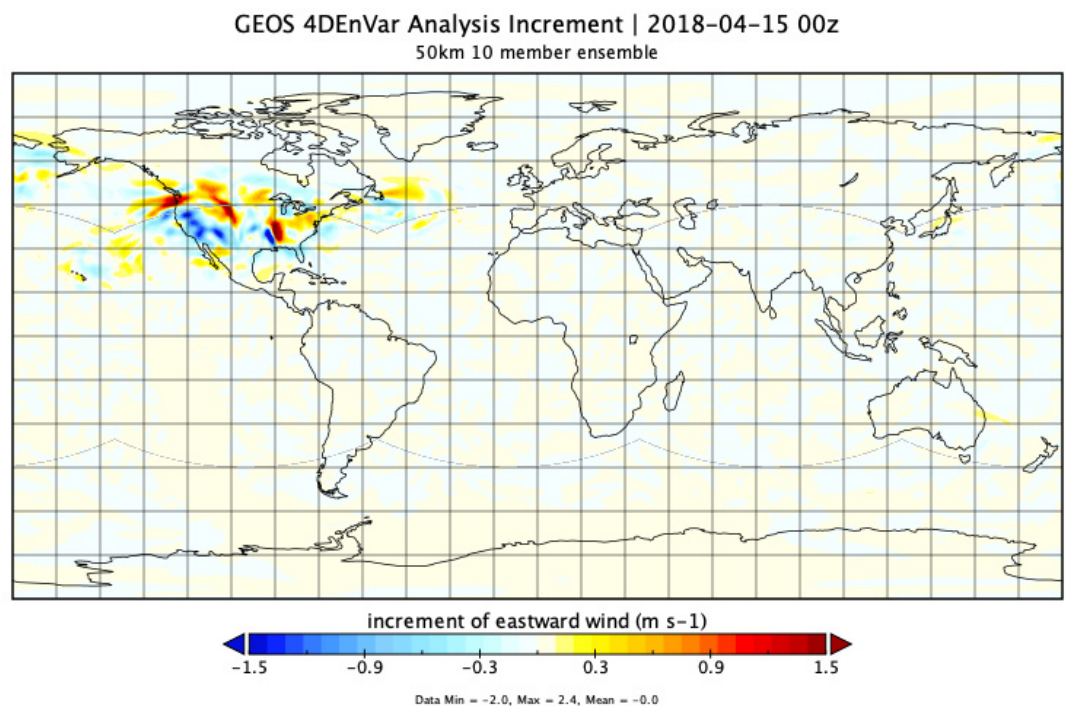 GEOS 4DEnVar Analysis Increment | 2018-04-15 00z
50km 10 member ensemble
increment of eastward wind (m s-1)
-1.5 -0.9 -0.3 0.3 0.9 1.5
Data Min = -2.0, Max = 2.4, Mean = -0.0